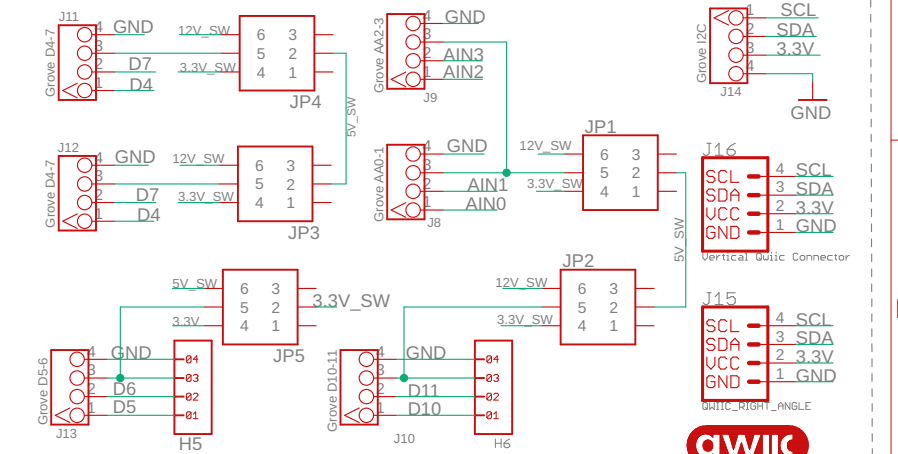 J11
Grove D4-7
4 GND
3
2 D7
1 D4
12V_SW
3.3V_SW
6 3
5 2
4 1
JP4
5V_SW
Grove AA2-3
4 GND
3
2 AIN3
1 AIN2
J9
Grove I2C
1 SCL
2 SDA
3 3.3V
4
J14
GND
J12
Grove D4-7
4 GND
3
2 D7
1 D4
12V_SW
3.3V_SW
6 3
5 2
4 1
JP3
Grove AA0-1
4 GND
3
2 AIN1
1 AIN0
J8
JP1
12V_SW
3.3V_SW
6 3
5 2
4 1
5V_SW
J16
SCL 4 SCL
SDA 3 SDA
VCC 2 3.3V
GND 1 GND
Vertical Qwiic Connector
5V_SW
3.3V
6 3
5 2
4 1
3.3V_SW
JP5
JP2
12V_SW
3.3V_SW
6 3
5 2
4 1
J15
SCL 4 SCL
SDA 3 SDA
VCC 2 3.3V
GND 1 GND
QWIIC_RIGHT_ANGLE
Grove D5-6
4 GND 04
3 03
2 D6 02
1 D5 01
J13
H5
Grove D10-11
4 GND 04
3 03
2 D11 02
1 D10 01
J10
H6
qwiic